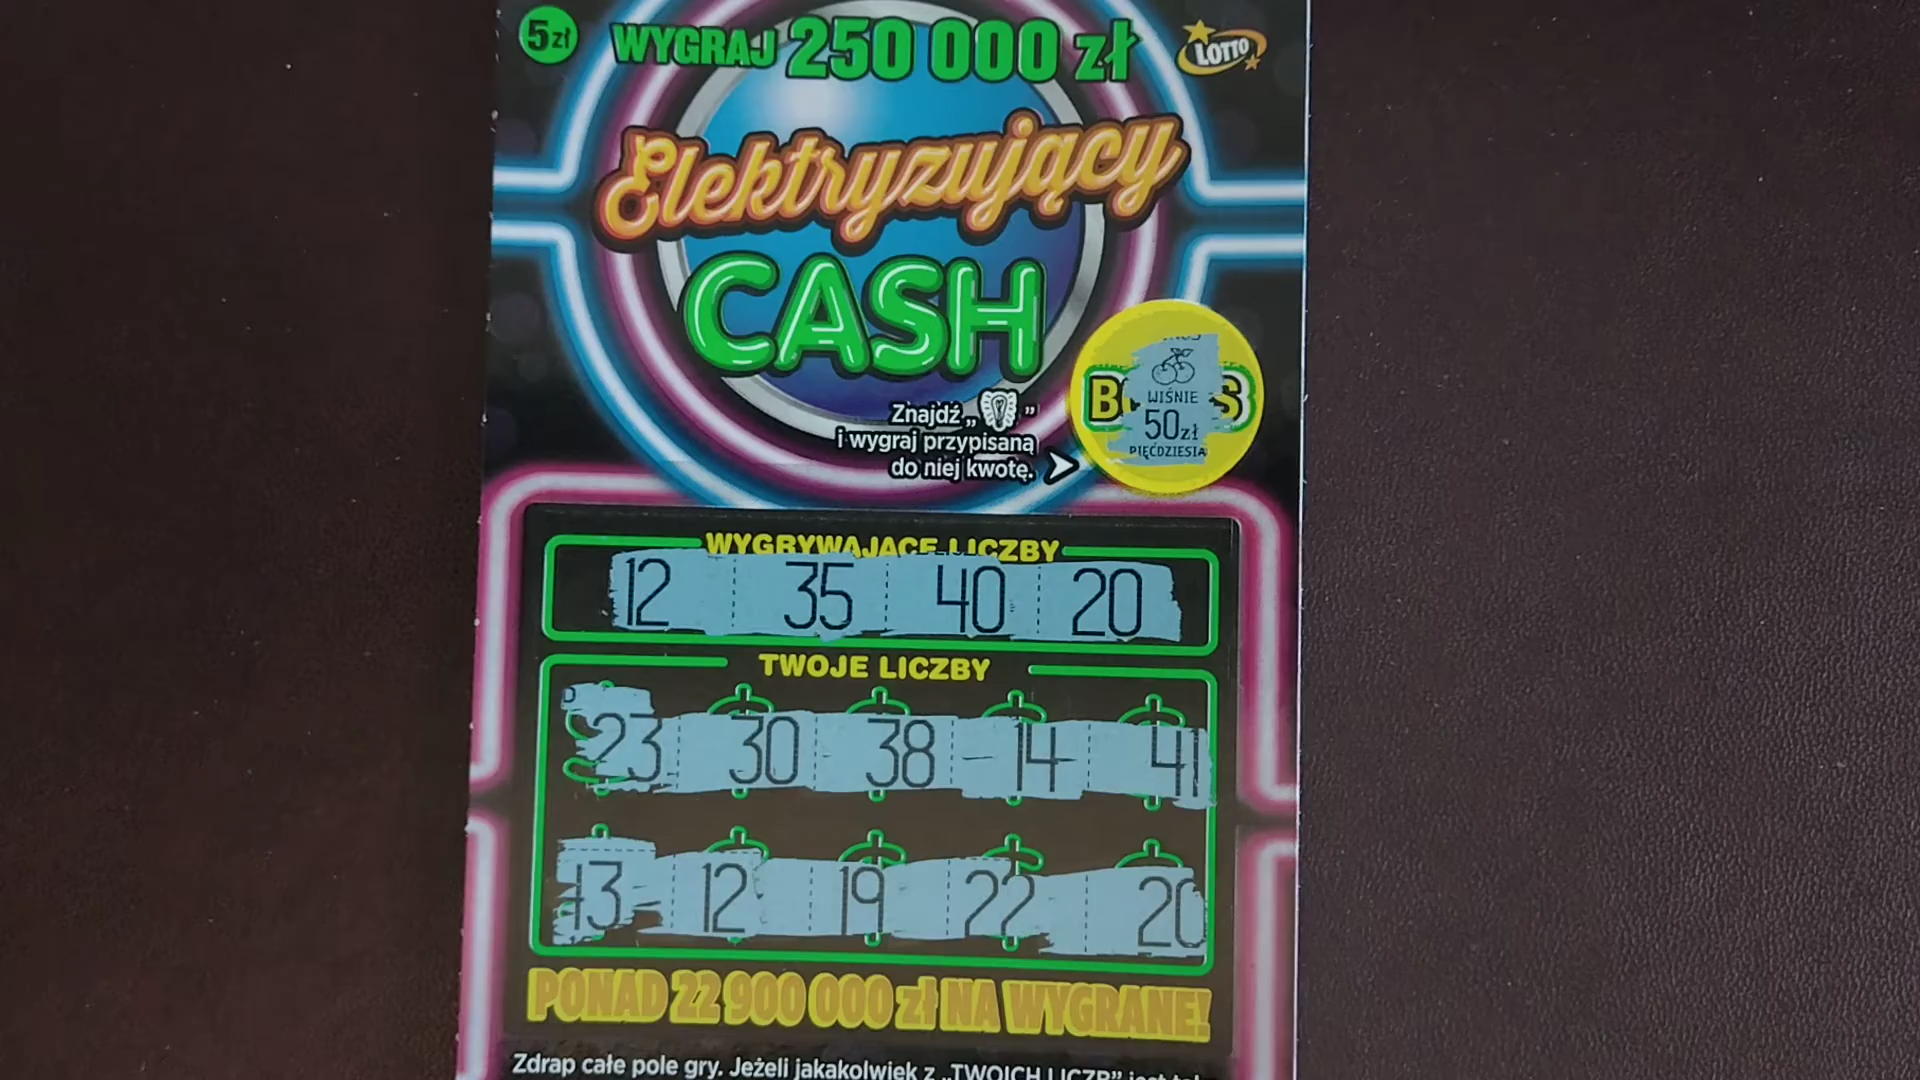 5zł
WYGRAJ 250 000 zł
LOTTO
Elektryzujący
CASH
Znajdź „ ”
i wygraj przypisaną
do niej kwotę.
WIŚNIE
50zł
PIĘĆDZIESIĄ
WYGRYWAJĄCE LICZBY
12 35 40 20
TWOJE LICZBY
23 30 38 14 41
13 12 19 22 20
PONAD 22 900 000 zł NA WYGRANE!
Zdrap całe pole gry. Jeżeli jakakolwiek z „TWOICH LICZB” jest